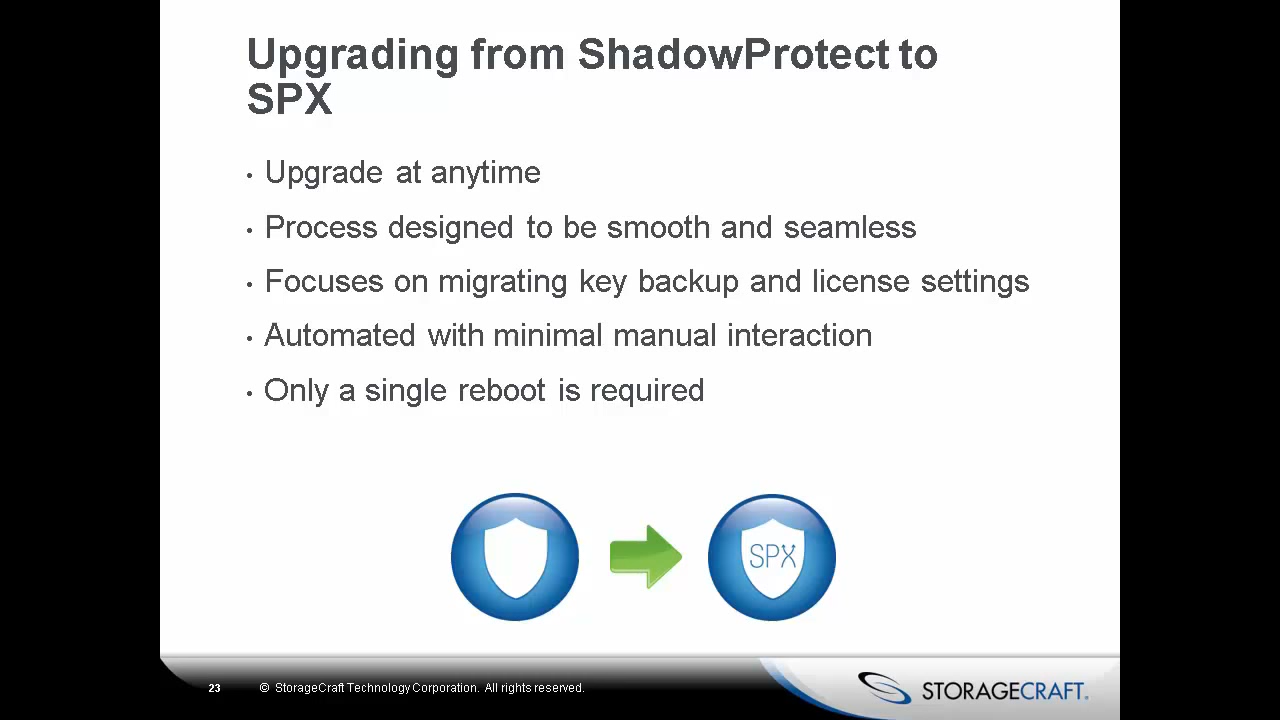 Upgrading from ShadowProtect to
SPX
• Upgrade at anytime
• Process designed to be smooth and seamless
• Focuses on migrating key backup and license settings
• Automated with minimal manual interaction
• Only a single reboot is required
SPX
23 © StorageCraft Technology Corporation. All rights reserved.
STORAGECRAFT